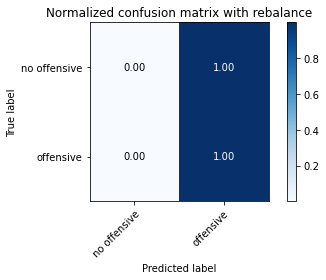 Normalized confusion matrix with rebalance
True label
no offensive
0.00
1.00
offensive
0.00
1.00
no offensive
offensive
Predicted label
0.8
0.6
0.4
0.2